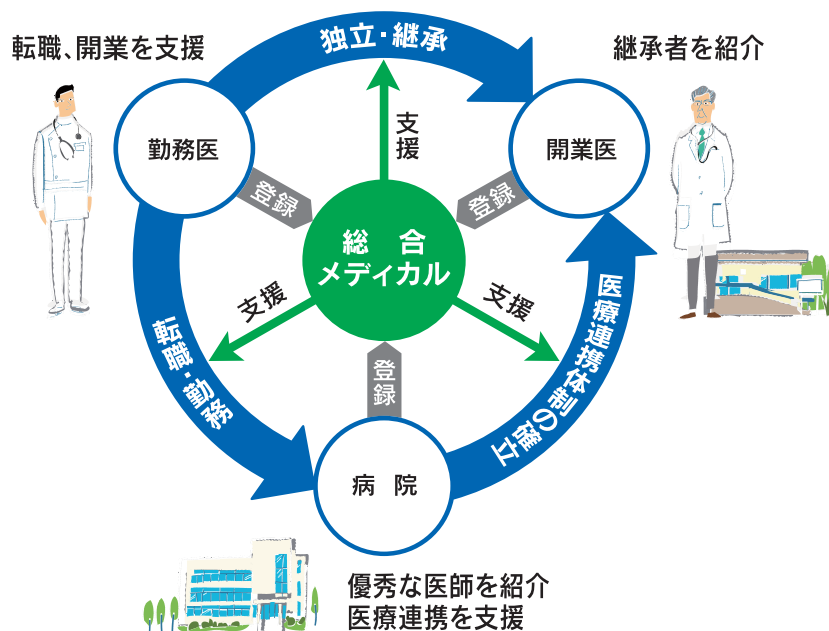 転職、開業を支援
独立・継承
継承者を紹介
勤務医
支援
開業医
登録
登録
総合
メディカル
支援
支援
転職・勤務
医療連携体制の確立
登録
病院
優秀な医師を紹介
医療連携を支援